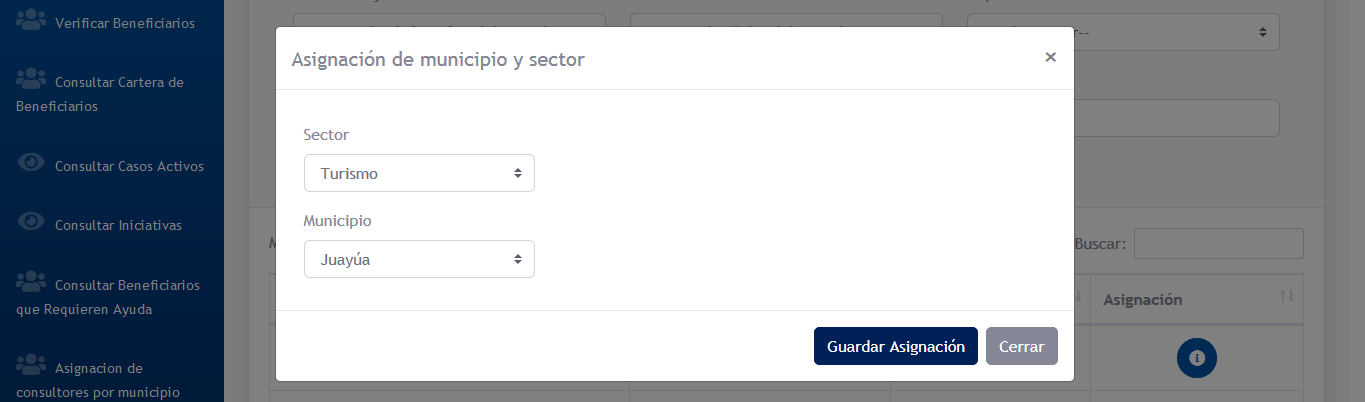 Verificar Beneficiarios
Consultar Cartera de
Beneficiarios
Consultar Casos Activos
Consultar Iniciativas
Consultar Beneficiarios
que Requieren Ayuda
Asignacion de
consultores por municipio
Asignación de municipio y sector
×
Sector
Turismo
Municipio
Juayúa
Guardar Asignación
Cerrar
Buscar:
Asignación